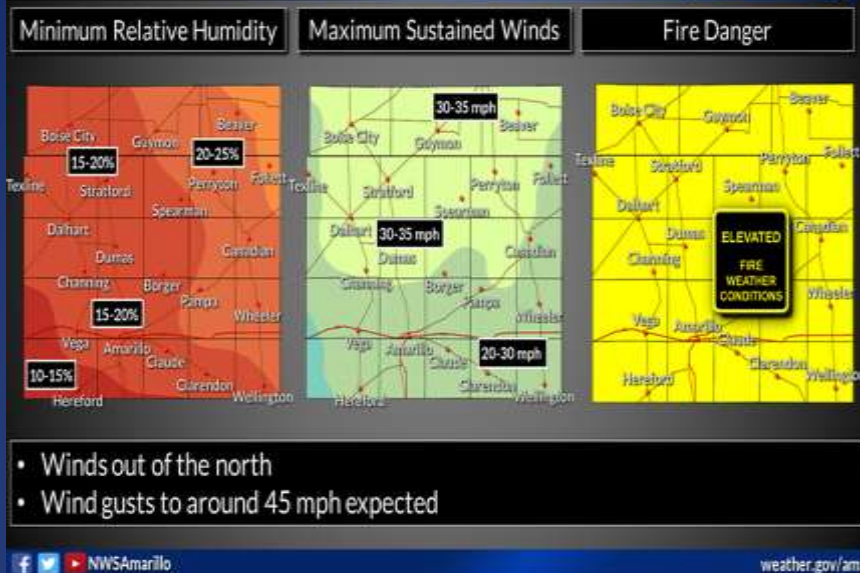 Minimum Relative Humidity
Maximum Sustained Winds
Fire Danger
Boise City
Guymon
Beaver
15-20%
20-25%
Texline
Stratford
Perryton
Follett
Spearman
Dalhart
Dumas
Canadian
Channing
Borger
Pampa
15-20%
Wheeler
Vega
Amarillo
Claude
10-15%
Clarendon
Hereford
Wellington
30-35 mph
Boise City
Guymon
Beaver
Texline
Stratford
Perryton
Follett
Spearman
Dalhart
30-35 mph
Dumas
Canadian
Channing
Borger
Pampa
Wheeler
Vega
Amarillo
Claude
20-30 mph
Clarendon
Hereford
Wellington
Boise City
Guymon
Beaver
Texline
Stratford
Perryton
Follett
Spearman
Dalhart
Dumas
Canadian
Channing
ELEVATED
FIRE
WEATHER
CONDITIONS
Wheeler
Vega
Amarillo
Claude
Clarendon
Hereford
Wellington
• Winds out of the north
• Wind gusts to around 45 mph expected
NWSAmarillo
weather.gov/am